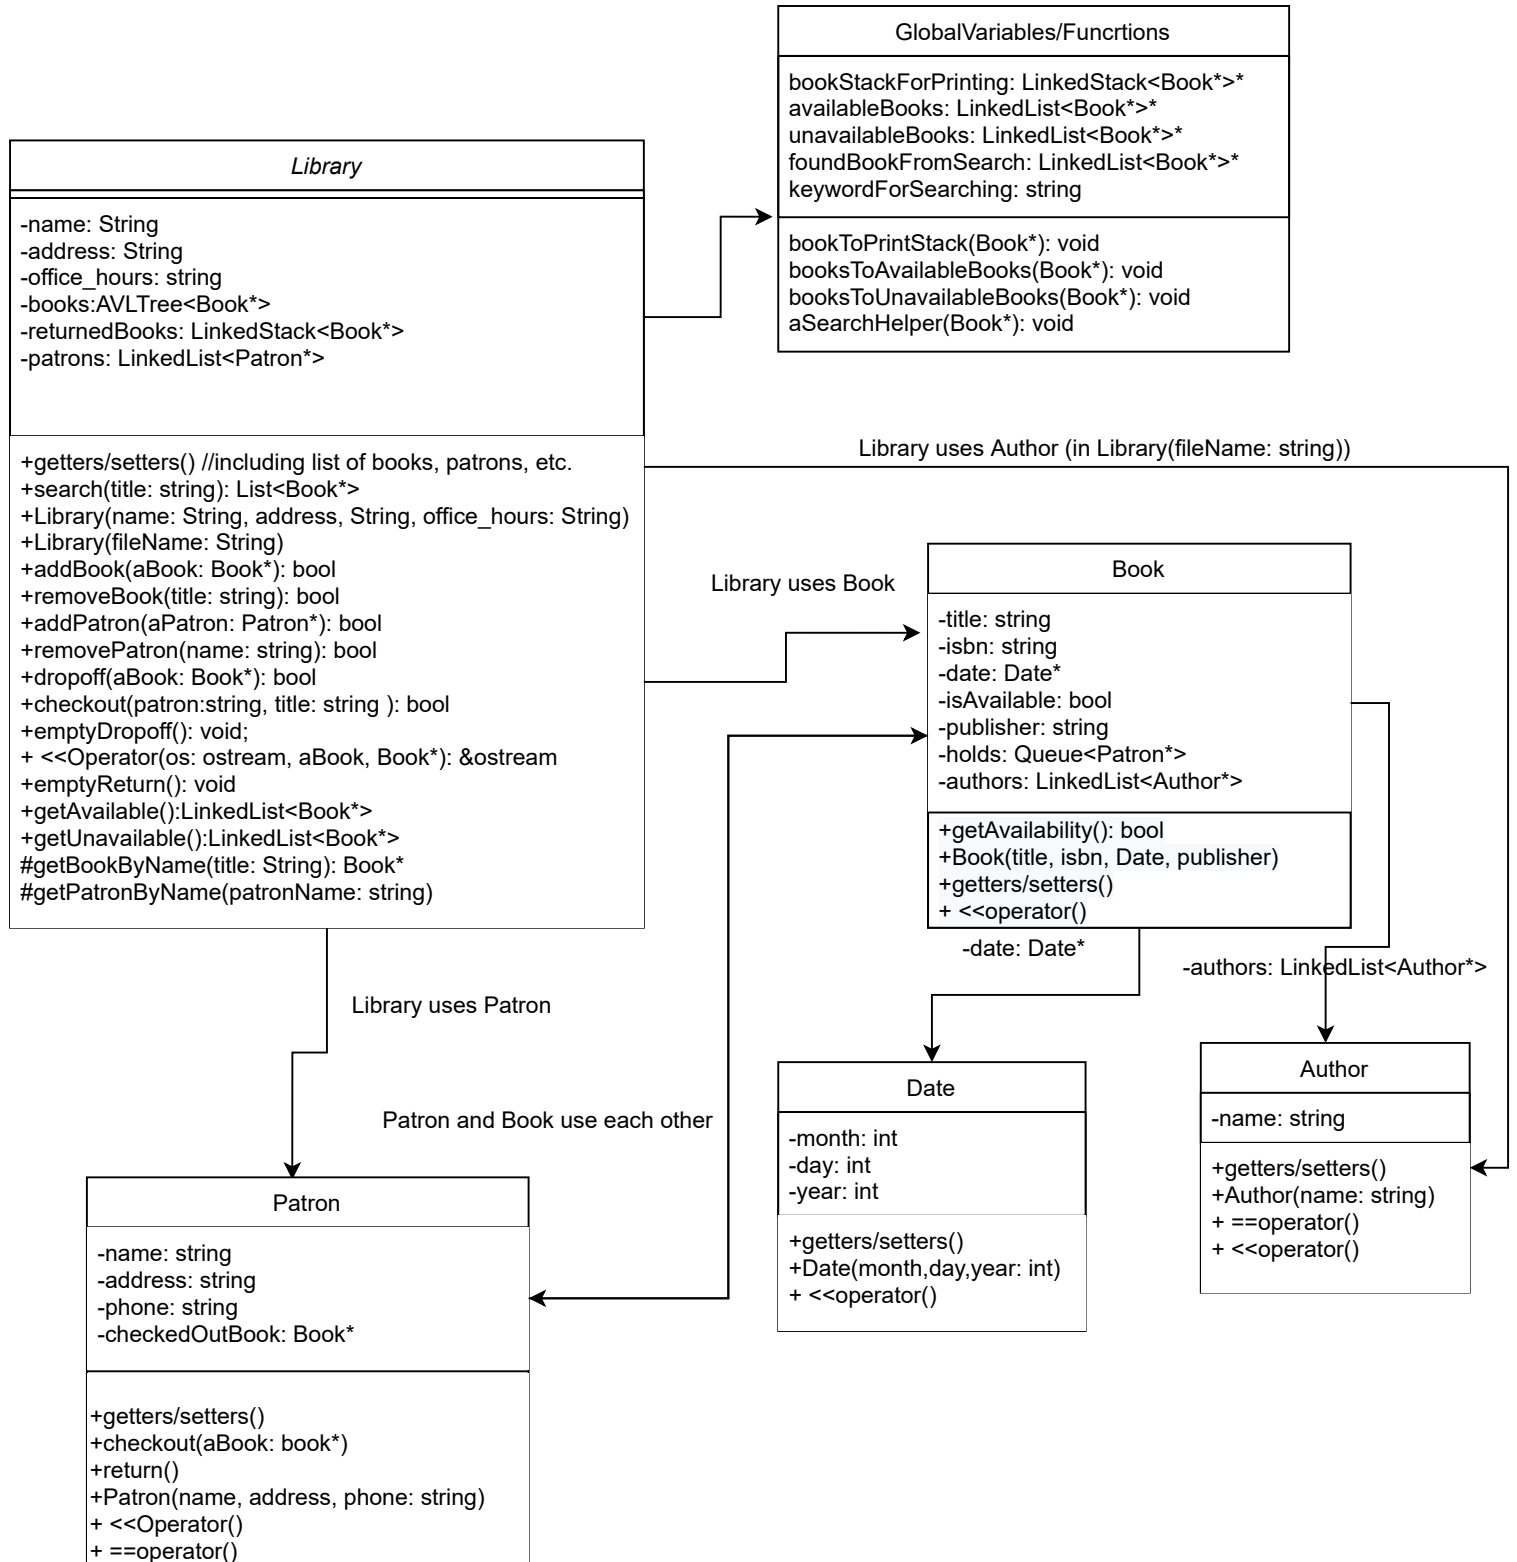 GlobalVariables/Funcrtions
bookStackForPrinting: LinkedStack<Book*>*
availableBooks: LinkedList<Book*>*
unavailableBooks: LinkedList<Book*>*
foundBookFromSearch: LinkedList<Book*>*
keywordForSearching: string
bookToPrintStack(Book*): void
booksToAvailableBooks(Book*): void
booksToUnavailableBooks(Book*): void
aSearchHelper(Book*): void
Library
-name: String
-address: String
-office_hours: string
-books:AVLTree<Book*>
-returnedBooks: LinkedStack<Book*>
-patrons: LinkedList<Patron*>
+getters/setters() //including list of books, patrons, etc.
+search(title: string): List<Book*>
+Library(name: String, address, String, office_hours: String)
+Library(fileName: String)
+addBook(aBook: Book*): bool
+removeBook(title: string): bool
+addPatron(aPatron: Patron*): bool
+removePatron(name: string): bool
+dropoff(aBook: Book*): bool
+checkout(patron:string, title: string ): bool
+emptyDropoff(): void;
+ <<Operator(os: ostream, aBook, Book*): &ostream
+emptyReturn(): void
+getAvailable():LinkedList<Book*>
+getUnavailable():LinkedList<Book*>
#getBookByName(title: String): Book*
#getPatronByName(patronName: string)
Library uses Author (in Library(fileName: string))
Library uses Book
Book
-title: string
-isbn: string
-date: Date*
-isAvailable: bool
-publisher: string
-holds: Queue<Patron*>
-authors: LinkedList<Author*>
+getAvailability(): bool
+Book(title, isbn, Date, publisher)
+getters/setters()
+ <<operator()
-date: Date*
-authors: LinkedList<Author*>
Library uses Patron
Patron and Book use each other
Date
-month: int
-day: int
-year: int
+getters/setters()
+Date(month,day,year: int)
+ <<operator()
Author
-name: string
+getters/setters()
+Author(name: string)
+ ==operator()
+ <<operator()
Patron
-name: string
-address: string
-phone: string
-checkedOutBook: Book*
+getters/setters()
+checkout(aBook: book*)
+return()
+Patron(name, address, phone: string)
+ <<Operator()
+ ==operator()